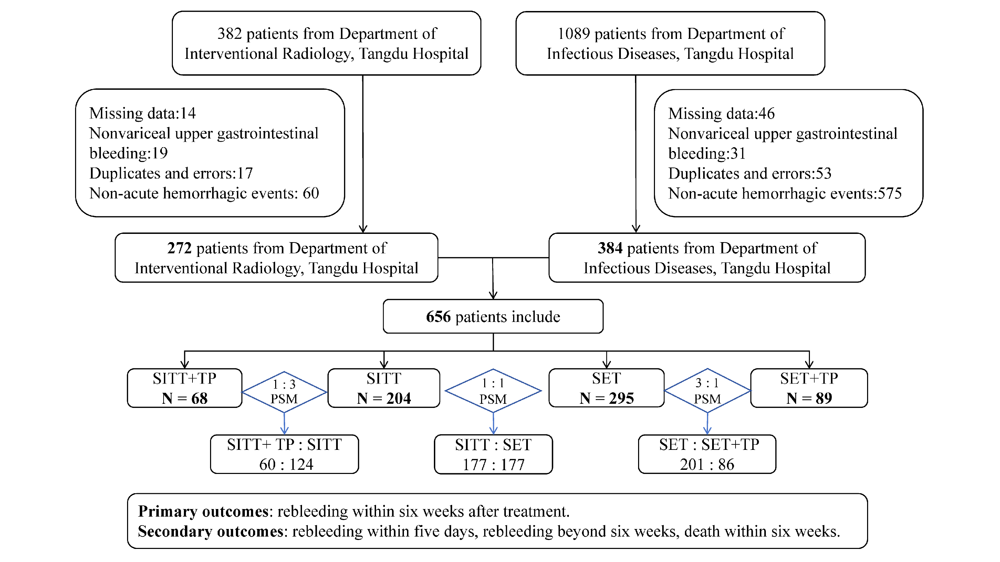 382 patients from Department of
Interventional Radiology, Tangdu Hospital
1089 patients from Department of
Infectious Diseases, Tangdu Hospital
Missing data:14
Nonvariceal upper gastrointestinal
bleeding:19
Duplicates and errors:17
Non-acute hemorrhagic events: 60
Missing data:46
Nonvariceal upper gastrointestinal
bleeding:31
Duplicates and errors:53
Non-acute hemorrhagic events:575
272 patients from Department of
Interventional Radiology, Tangdu Hospital
384 patients from Department of
Infectious Diseases, Tangdu Hospital
656 patients include
SITT+TP
N = 68
1 : 3
PSM
SITT
N = 204
1 : 1
PSM
SET
N = 295
3 : 1
PSM
SET+TP
N = 89
SITT+ TP : SITT
60 : 124
SITT : SET
177 : 177
SET : SET+TP
201 : 86
Primary outcomes: rebleeding within six weeks after treatment.
Secondary outcomes: rebleeding within five days, rebleeding beyond six weeks, death within six weeks.